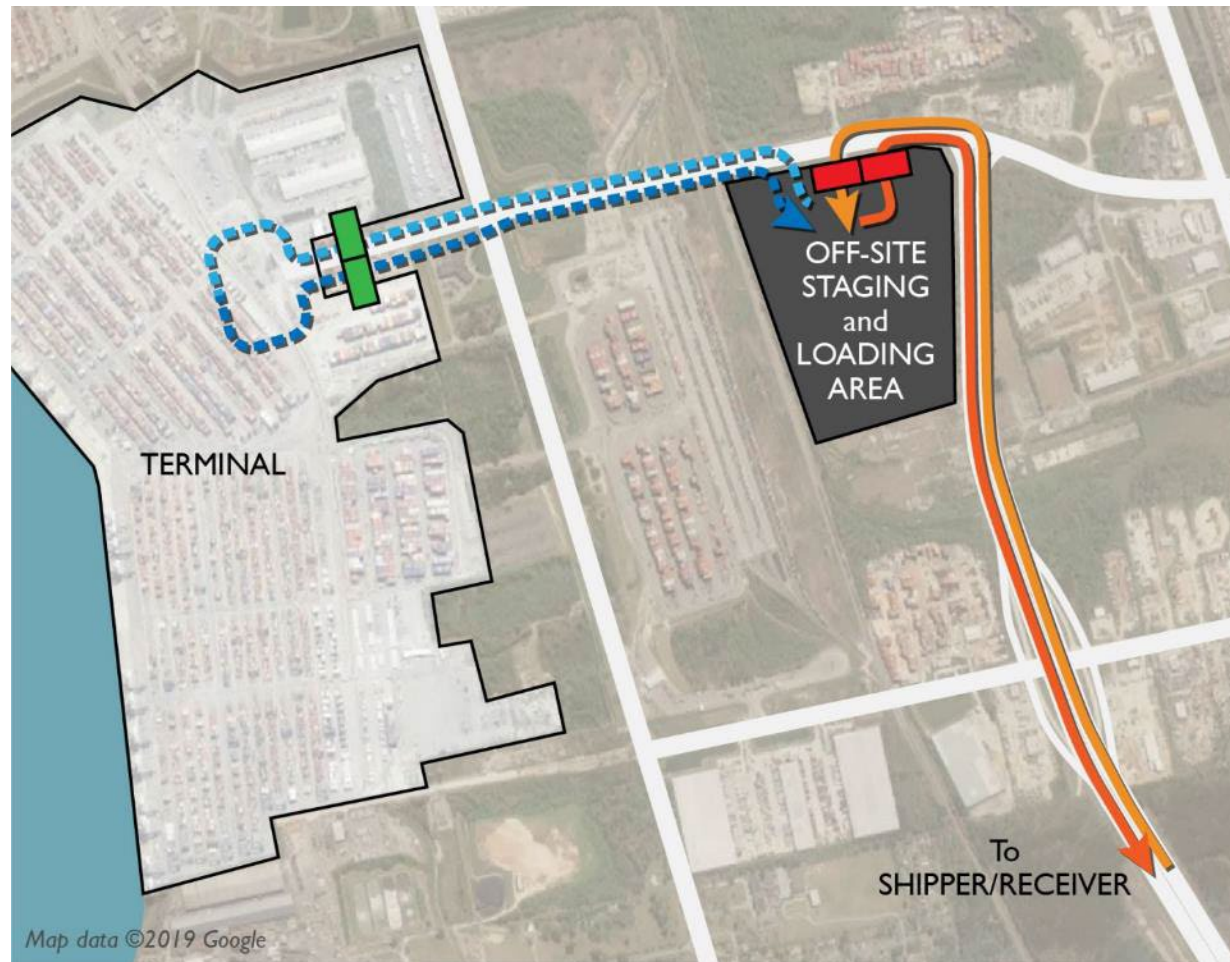 OFF-SITE
STAGING
and
LOADING
AREA
TERMINAL
To
SHIPPER/RECEIVER
Map data ©2019 Google